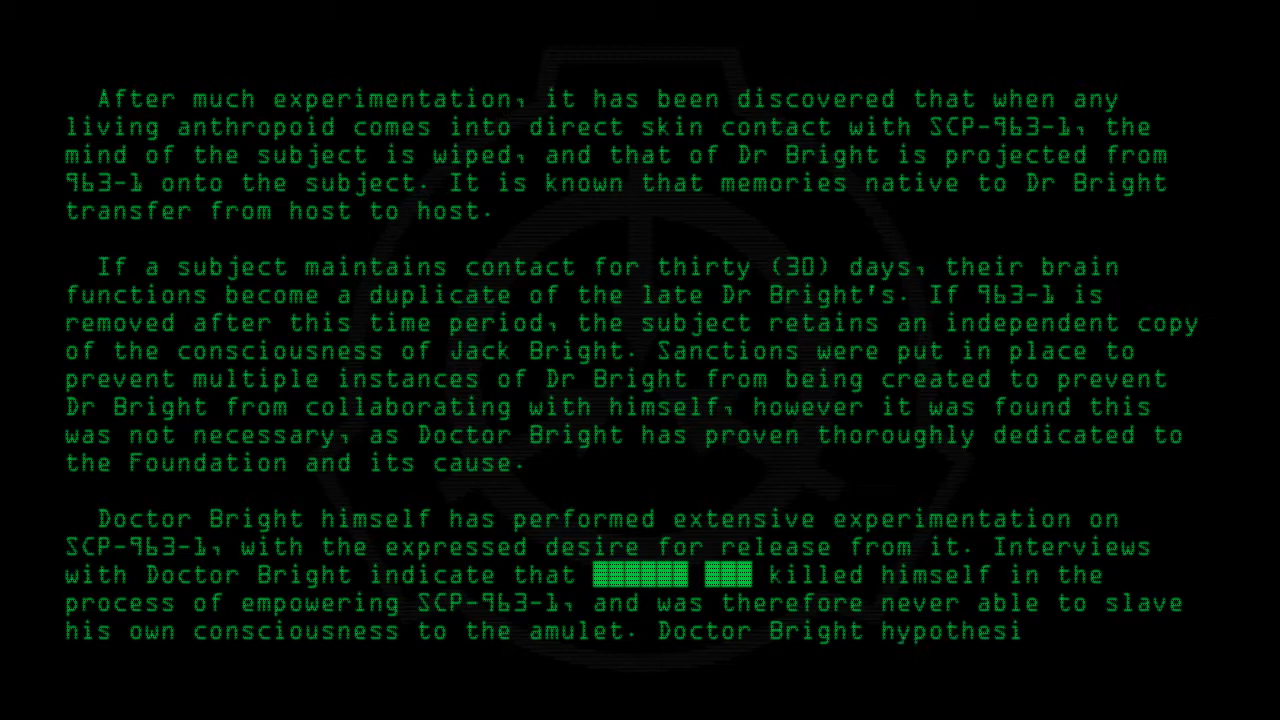 After much experimentation, it has been discovered that when any
living anthropoid comes into direct skin contact with SCP-963-1, the
mind of the subject is wiped, and that of Dr Bright is projected from
963-1 onto the subject. It is known that memories native to Dr Bright
transfer from host to host.
If a subject maintains contact for thirty (30) days, their brain
functions become a duplicate of the late Dr Bright's. If 963-1 is
removed after this time period, the subject retains an independent copy
of the consciousness of Jack Bright. Sanctions were put in place to
prevent multiple instances of Dr Bright from being created to prevent
Dr Bright from collaborating with himself, however it was found this
was not necessary, as Doctor Bright has proven thoroughly dedicated to
the Foundation and its cause.
Doctor Bright himself has performed extensive experimentation on
SCP-963-1, with the expressed desire for release from it. Interviews
with Doctor Bright indicate that ▓▓▓▓▓▓ ▓▓▓ killed himself in the
process of empowering SCP-963-1, and was therefore never able to slave
his own consciousness to the amulet. Doctor Bright hypothesi